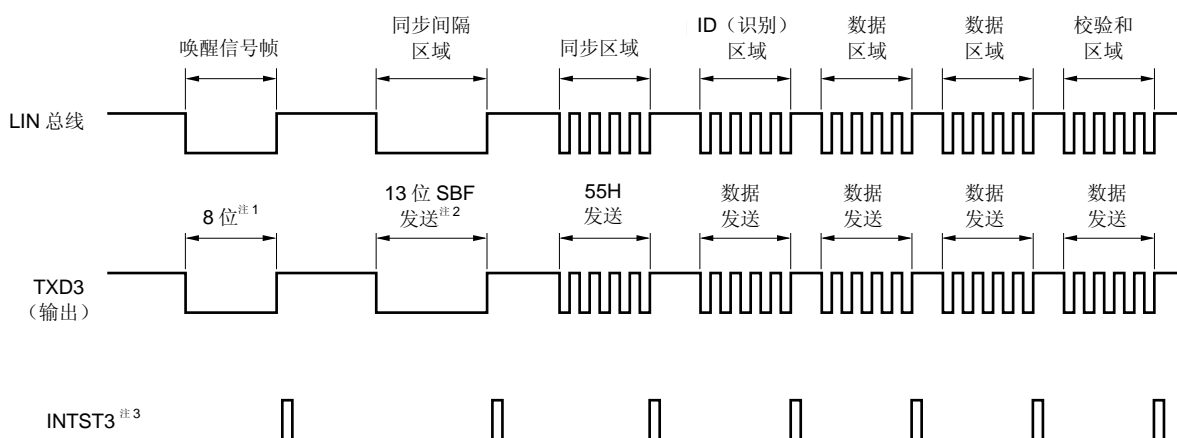 唤醒信号帧
同步间隔
区域
同步区域
ID（识别）
区域
数据
区域
数据
区域
校验和
区域
LIN 总线
8 位注 1
13 位 SBF
发送注 2
55H
发送
数据
发送
数据
发送
数据
发送
数据
发送
TXD3
（输出）
INTST3 注 3